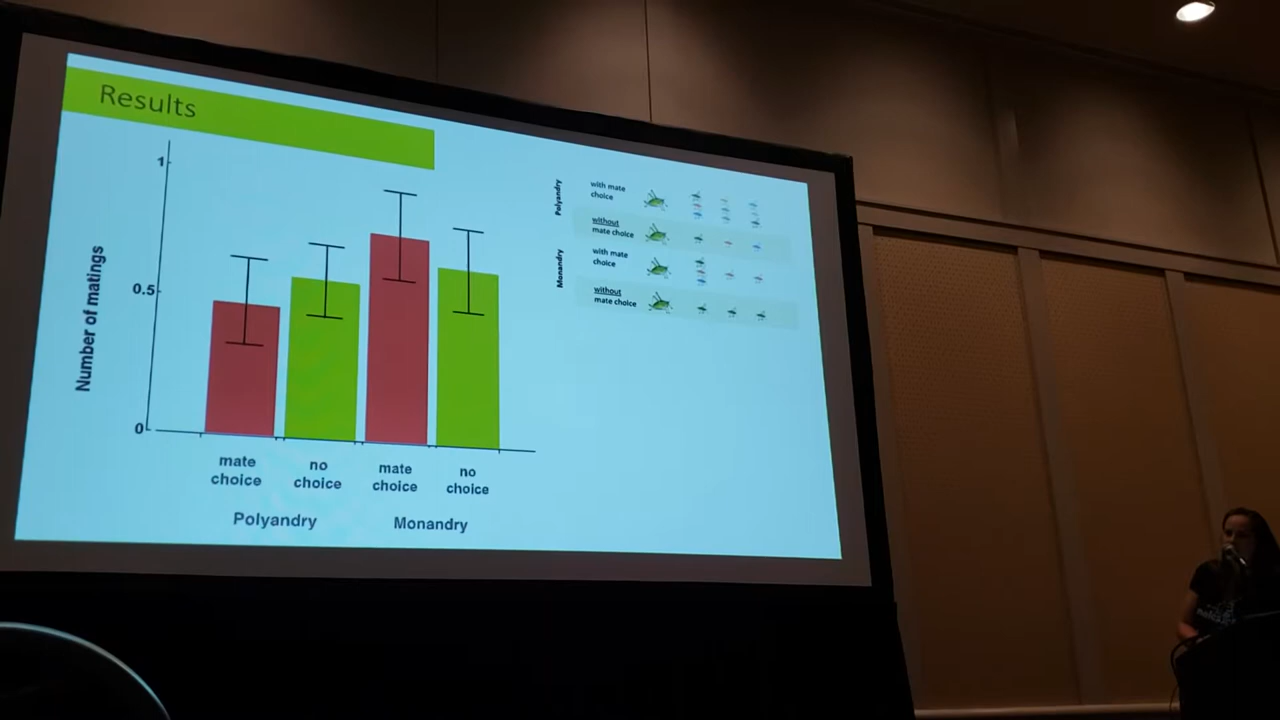 Results
1
0.5
0
Number of matings
mate
choice
no
choice
mate
choice
no
choice
Polyandry
Monandry
Polyandry
with mate
choice
without
mate choice
Monandry
with mate
choice
without
mate choice